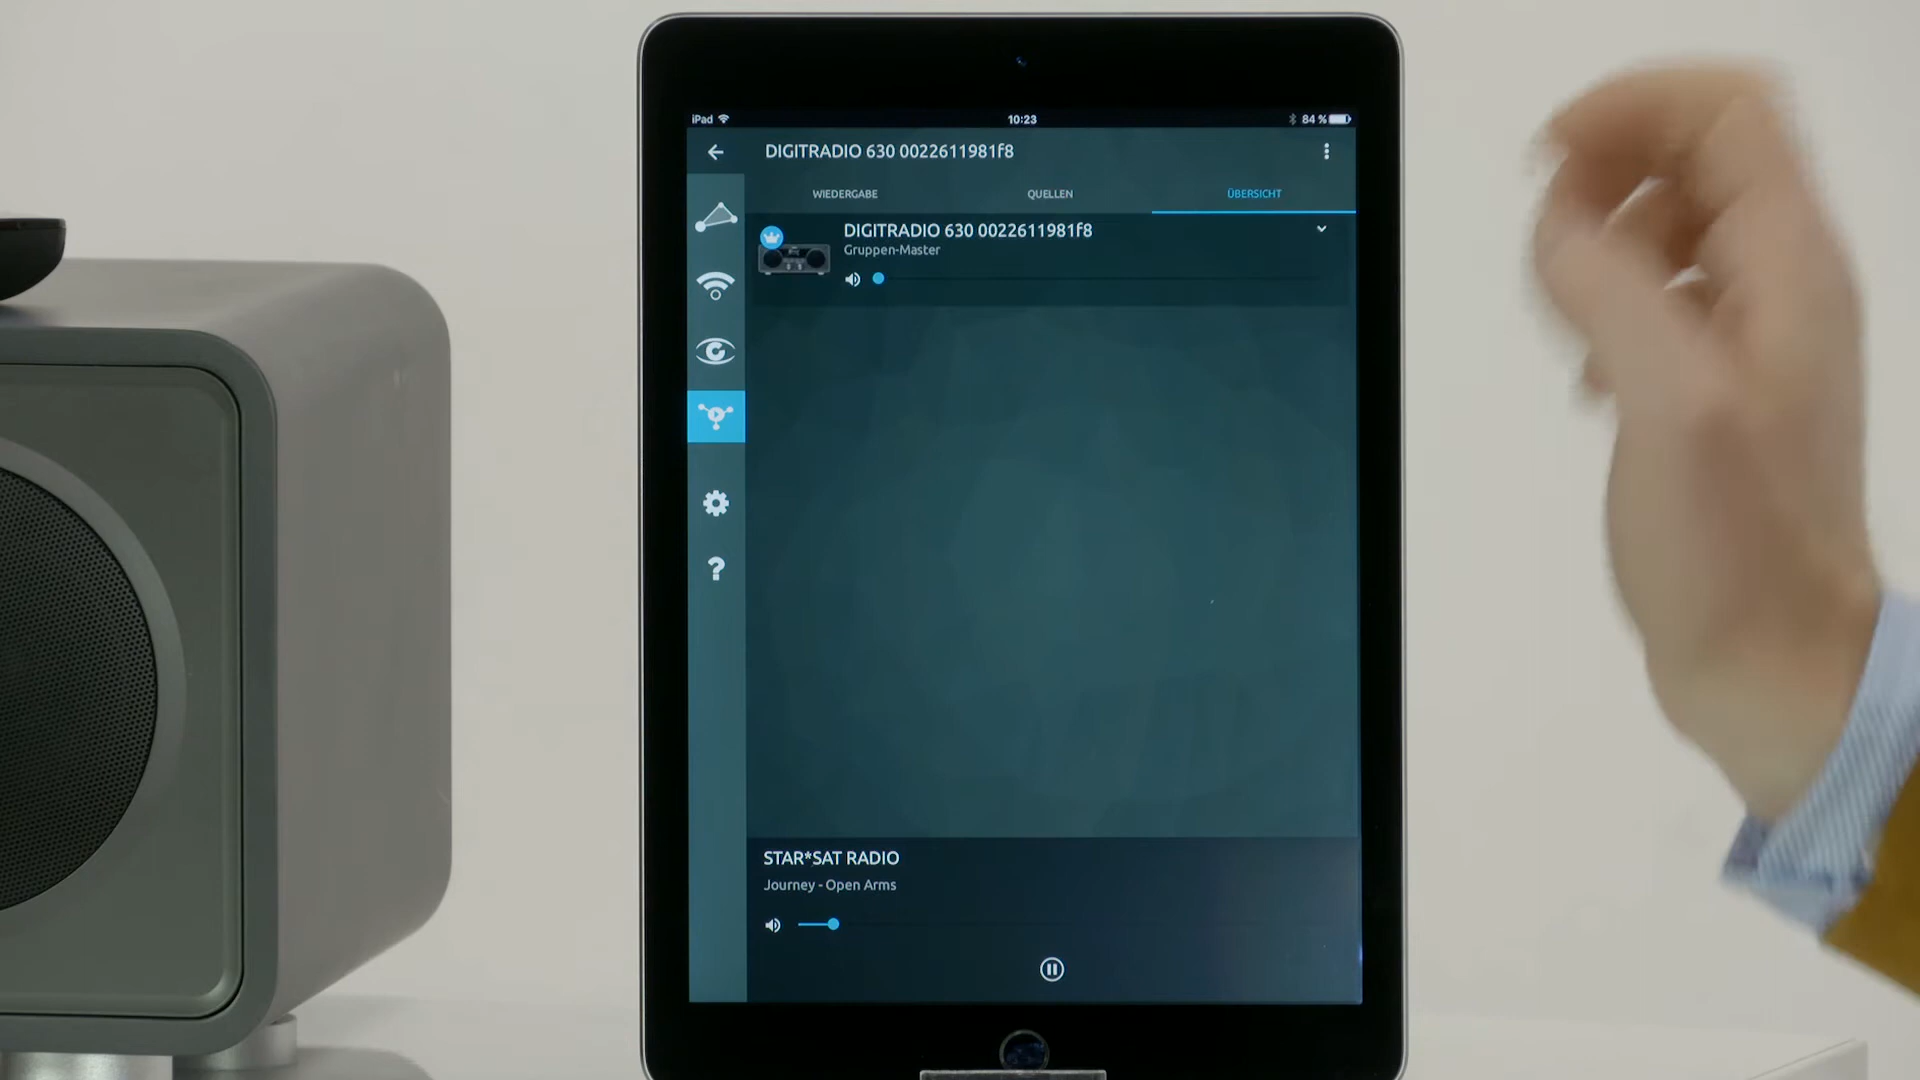 iPad 10:23 84 %
DIGITRADIO 630 0022611981f8
WIEDERGABE QUELLEN ÜBERSICHT
DIGITRADIO 630 0022611981f8
Gruppen-Master
?
STAR*SAT RADIO
Journey - Open Arms